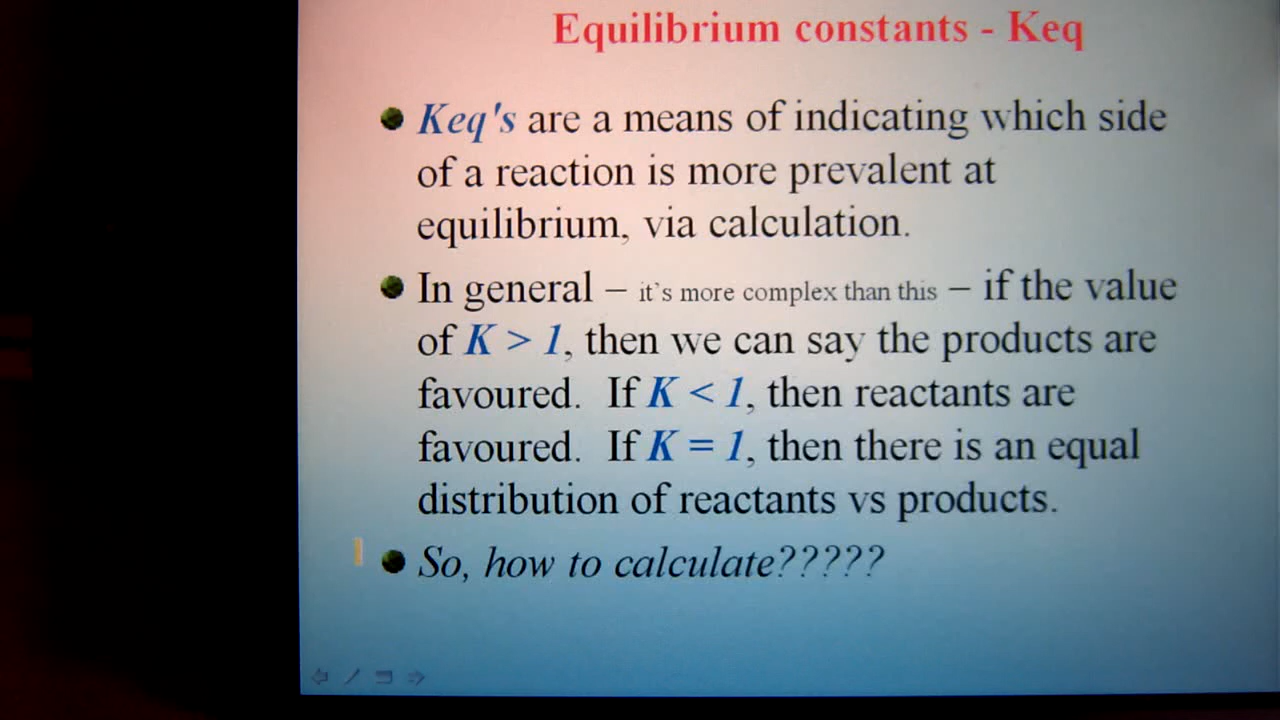 Equilibrium constants - Keq
Keq's are a means of indicating which side
of a reaction is more prevalent at
equilibrium, via calculation.
In general – it's more complex than this – if the value
of K > 1, then we can say the products are
favoured. If K < 1, then reactants are
favoured. If K = 1, then there is an equal
distribution of reactants vs products.
So, how to calculate?????